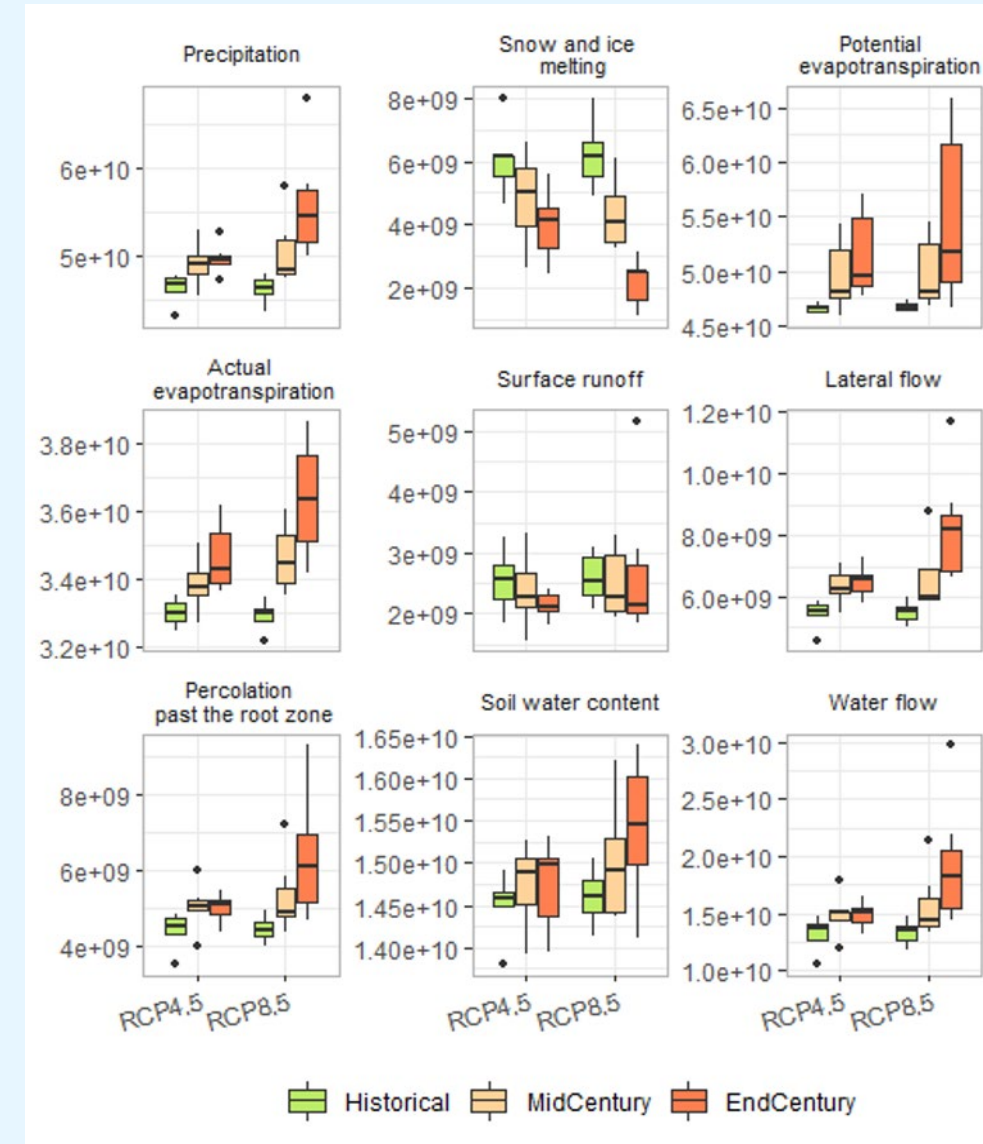 Precipitation
Snow and ice
melting
Potential
evapotranspiration
6e+10
5e+10
8e+09
6e+09
4e+09
2e+09
6.5e+10
6.0e+10
5.5e+10
5.0e+10
4.5e+10
Actual
evapotranspiration
Surface runoff
Lateral flow
3.8e+10
3.6e+10
3.4e+10
3.2e+10
5e+09
4e+09
3e+09
2e+09
1.2e+10
1.0e+10
8.0e+09
6.0e+09
Percolation
past the root zone
Soil water content
Water flow
8e+09
6e+09
4e+09
1.65e+10
1.60e+10
1.55e+10
1.50e+10
1.45e+10
1.40e+10
3.0e+10
2.5e+10
2.0e+10
1.5e+10
1.0e+10
RCP4.5 RCP8.5
RCP4.5 RCP8.5
RCP4.5 RCP8.5
Historical MidCentury EndCentury